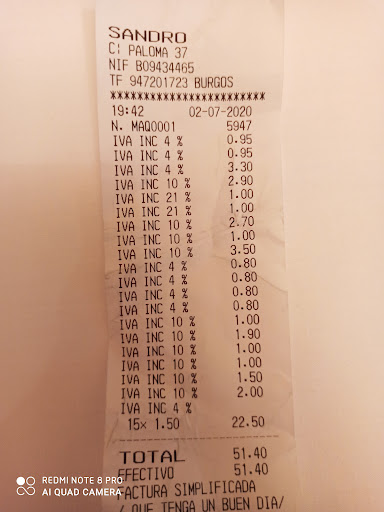 SANDRO
C| PALOMA 37
NIF B09434465
TF 947201723 BURGOS
***************************
19:42 02-07-2020
N. MAQ0001 5947
IVA INC 4 % 0.95
IVA INC 4 % 0.95
IVA INC 4 % 3.30
IVA INC 10 % 2.90
IVA INC 21 % 1.00
IVA INC 21 % 1.00
IVA INC 10 % 2.70
IVA INC 10 % 1.00
IVA INC 10 % 3.50
IVA INC 4 % 0.80
IVA INC 4 % 0.80
IVA INC 4 % 0.80
IVA INC 4 % 0.80
IVA INC 10 % 1.00
IVA INC 10 % 1.90
IVA INC 10 % 1.00
IVA INC 10 % 1.00
IVA INC 10 % 1.50
IVA INC 10 % 2.00
IVA INC 4 %
15x 1.50 22.50
TOTAL 51.40
EFECTIVO 51.40
FACTURA SIMPLIFICADA
/ QUE TENGA UN BUEN DIA/
REDMI NOTE 8 PRO
AI QUAD CAMERA